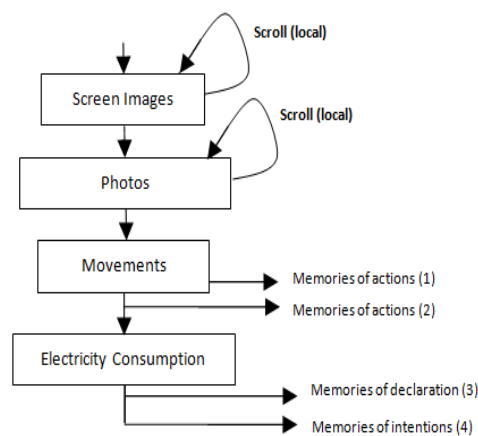 Scroll (local)
Screen Images
Scroll (local)
Photos
Movements
Memories of actions (1)
Memories of actions (2)
Electricity Consumption
Memories of declaration (3)
Memories of intentions (4)